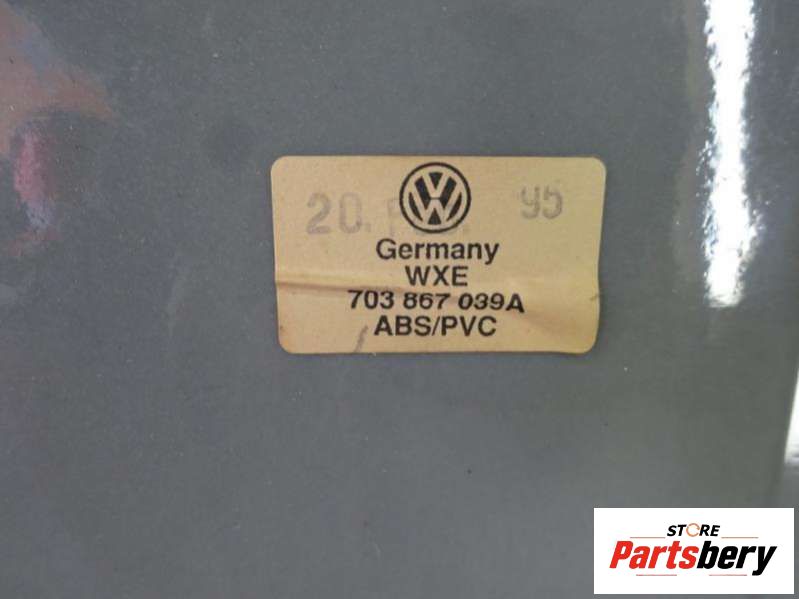 20. 95
Germany
WXE
703 867 039A
ABS/PVC
STORE
Partsbery